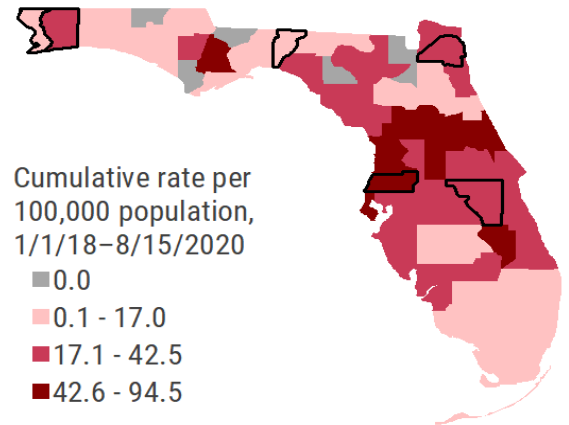 Cumulative rate per
100,000 population,
1/1/18–8/15/2020
0.0
0.1 - 17.0
17.1 - 42.5
42.6 - 94.5